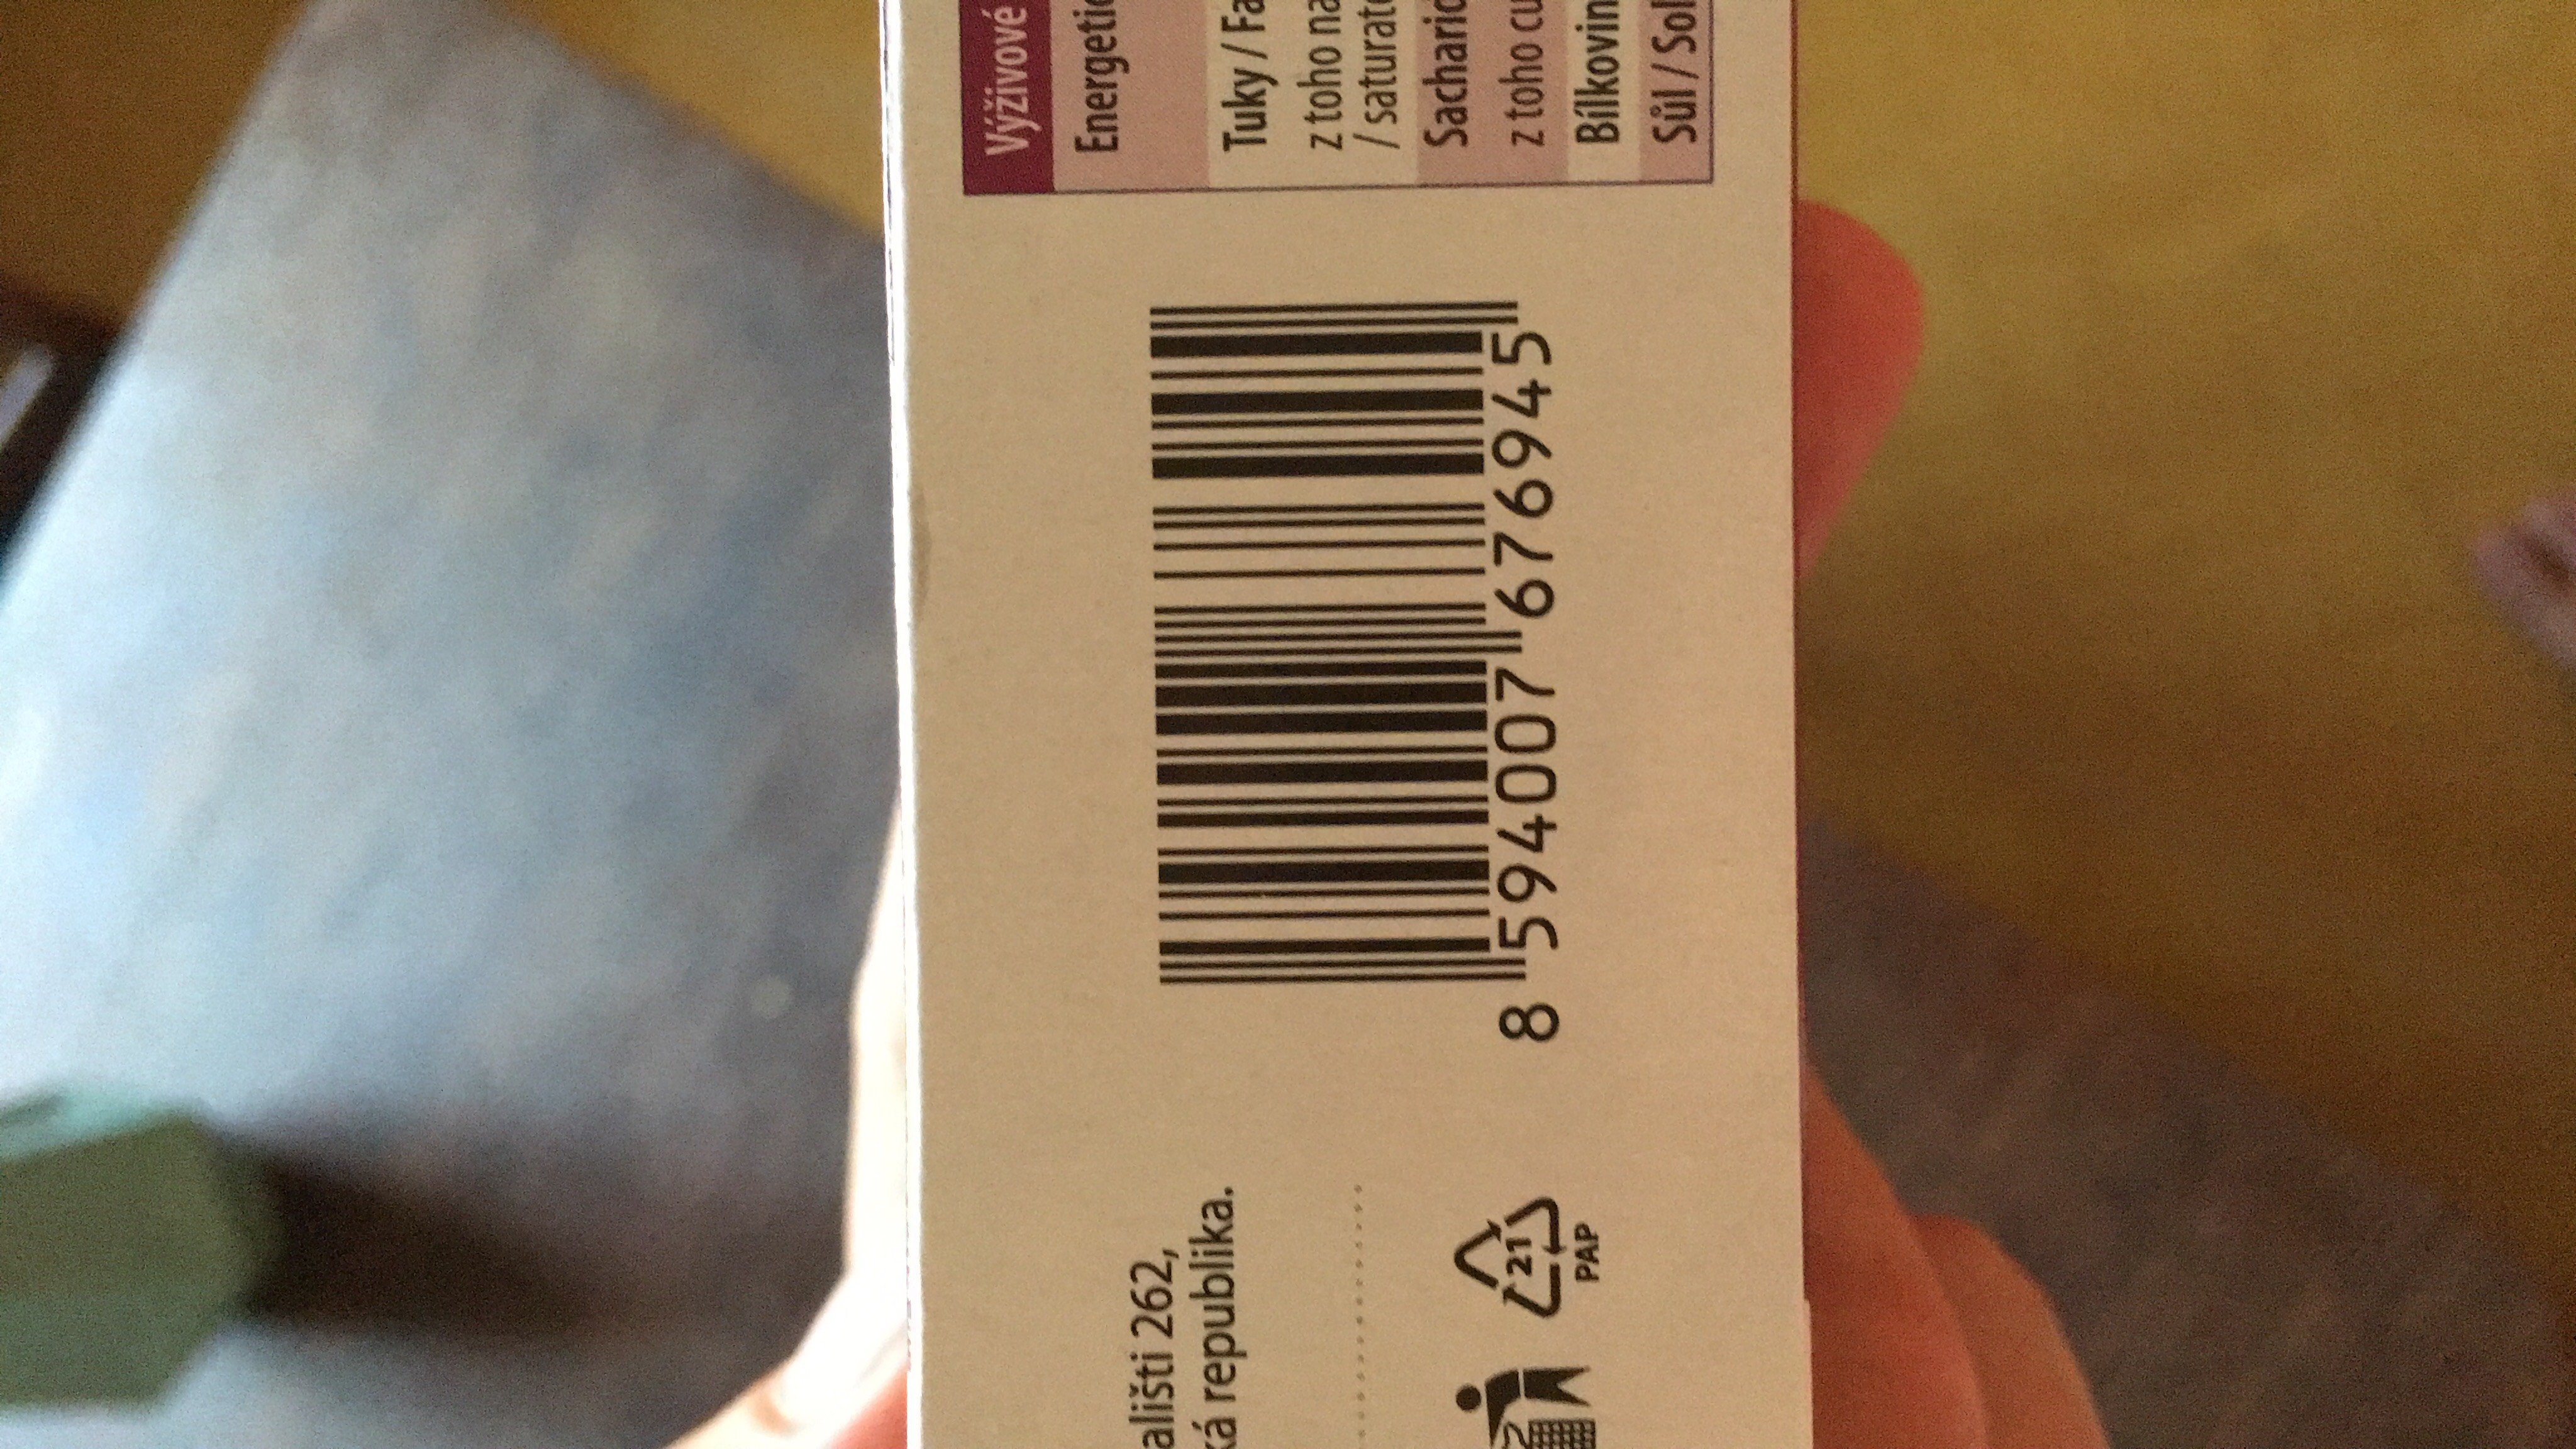 ališti 262,
ká republika.
21
PAP
8 594007 676945
Výživové
Energetic
Tuky / Fa
z toho na
/ saturate
Sacharid
z toho cu
Bílkovin
Sůl / Sol